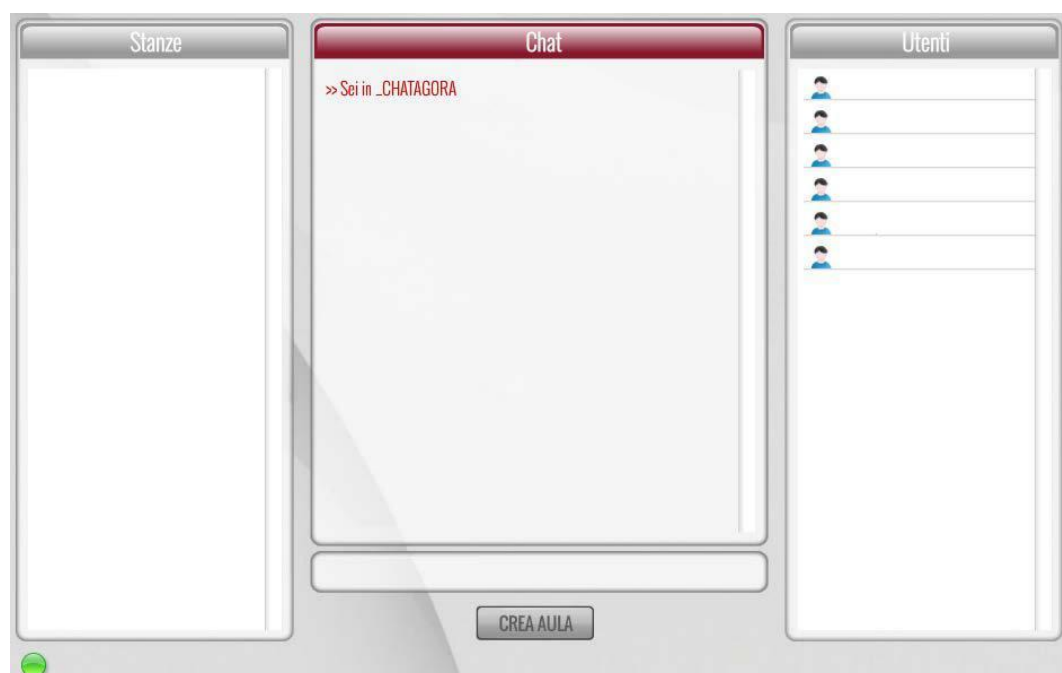 Stanze
Chat
Utenti
>> Sei in _CHATAGORA
CREA AULA